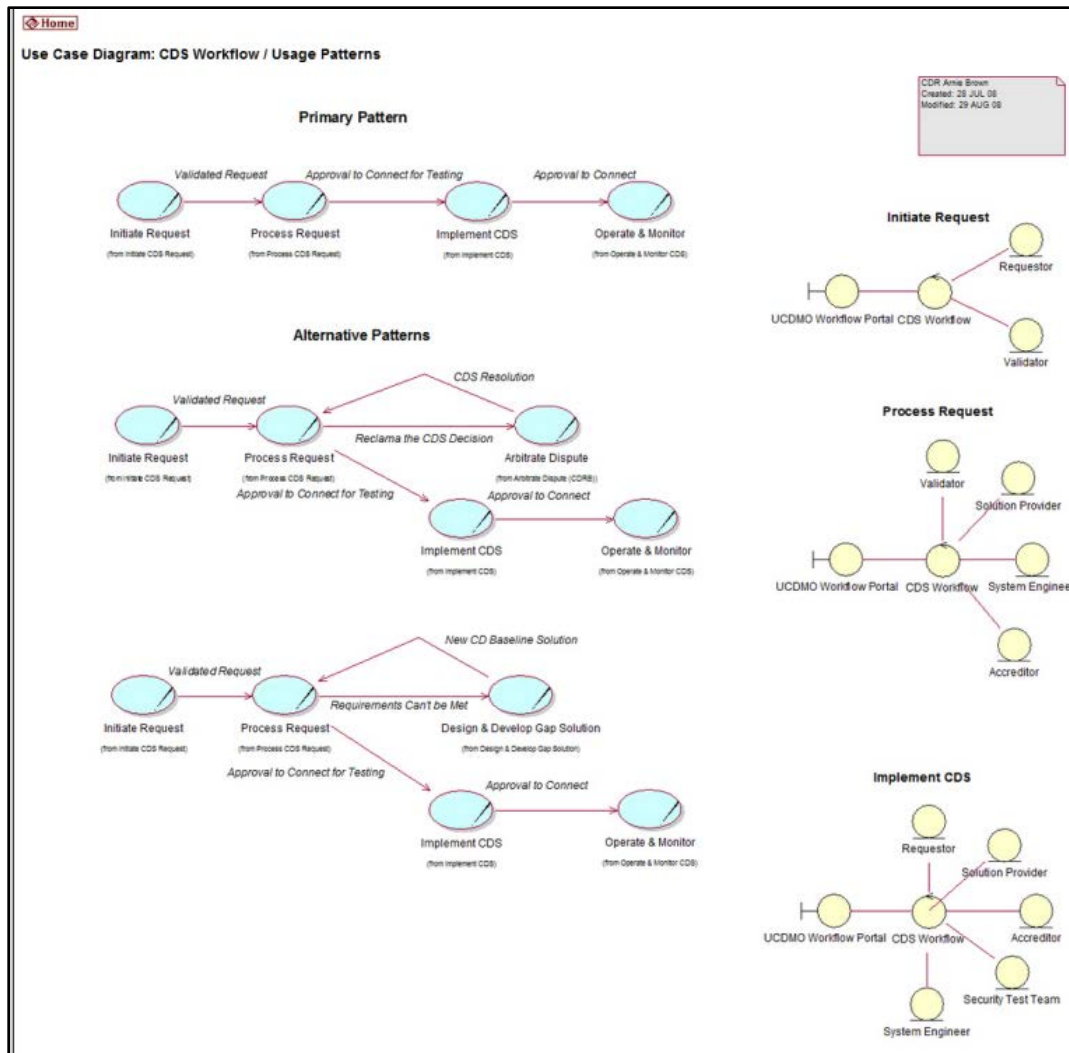 Home
Use Case Diagram: CDS Workflow / Usage Patterns
CDR Arnie Brown
Created: 28 JUL 08
Modified: 29 AUG 08
Primary Pattern
Validated Request
Approval to Connect for Testing
Approval to Connect
Initiate Request
Process Request
Implement CDS
Operate & Monitor
(from Initiate CDS Request)
(from Process CDS Request)
(from Implement CDS)
(from Operate & Monitor CDS)
Alternative Patterns
CDS Resolution
Validated Request
Reclama the CDS Decision
Initiate Request
Process Request
Arbitrate Dispute
(from Initiate CDS Request)
(from Process CDS Request)
(from Arbitrate Dispute (CDRB))
Approval to Connect for Testing
Approval to Connect
Implement CDS
Operate & Monitor
(from Implement CDS)
(from Operate & Monitor CDS)
New CD Baseline Solution
Validated Request
Requirements Can't be Met
Initiate Request
Process Request
Design & Develop Gap Solution
(from Initiate CDS Request)
(from Process CDS Request)
(from Design & Develop Gap Solution)
Approval to Connect for Testing
Approval to Connect
Implement CDS
Operate & Monitor
(from Implement CDS)
(from Operate & Monitor CDS)
Initiate Request
Requestor
UCDMO Workflow Portal
CDS Workflow
Validator
Process Request
Validator
Solution Provider
UCDMO Workflow Portal
CDS Workflow
System Enginee
Accreditor
Implement CDS
Requestor
Solution Provider
UCDMO Workflow Portal
CDS Workflow
Accreditor
Security Test Team
System Engineer